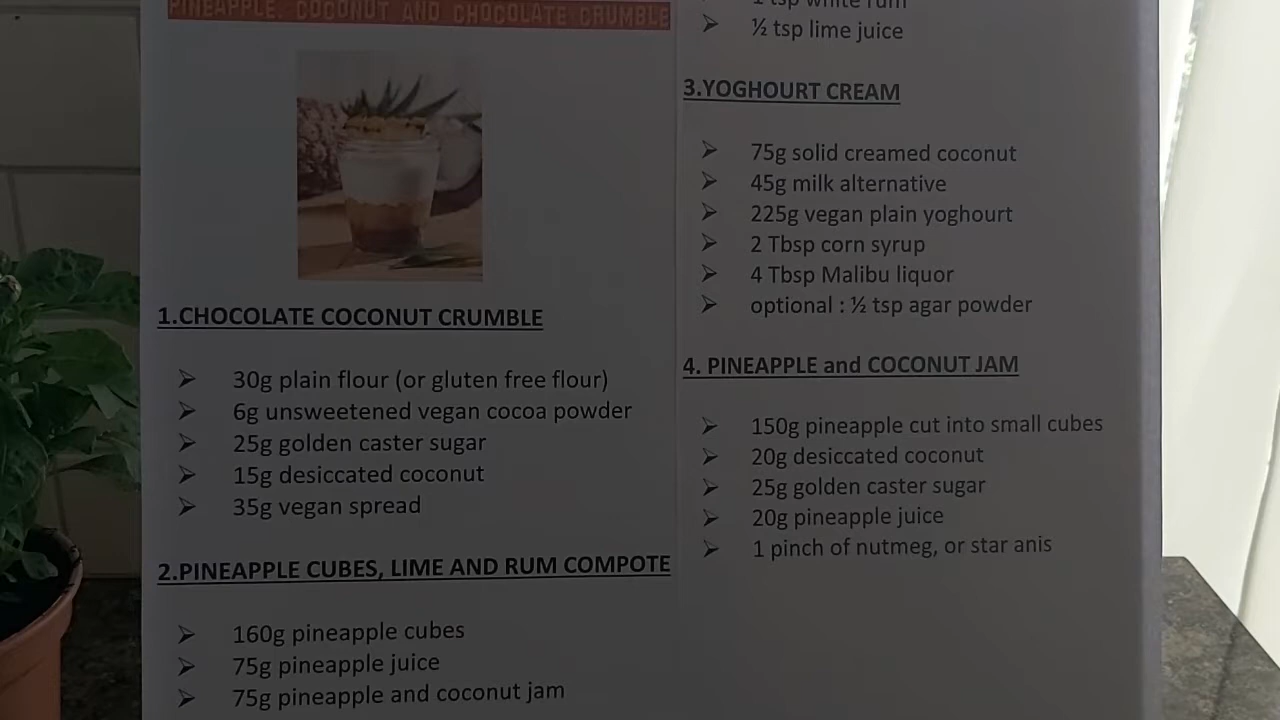 PINEAPPLE, COCONUT AND CHOCOLATE CRUMBLE
1.CHOCOLATE COCONUT CRUMBLE
30g plain flour (or gluten free flour)
6g unsweetened vegan cocoa powder
25g golden caster sugar
15g desiccated coconut
35g vegan spread
2.PINEAPPLE CUBES, LIME AND RUM COMPOTE
160g pineapple cubes
75g pineapple juice
75g pineapple and coconut jam
1 tsp white rum
½ tsp lime juice
3.YOGHOURT CREAM
75g solid creamed coconut
45g milk alternative
225g vegan plain yoghourt
2 Tbsp corn syrup
4 Tbsp Malibu liquor
optional : ½ tsp agar powder
4. PINEAPPLE and COCONUT JAM
150g pineapple cut into small cubes
20g desiccated coconut
25g golden caster sugar
20g pineapple juice
1 pinch of nutmeg, or star anis